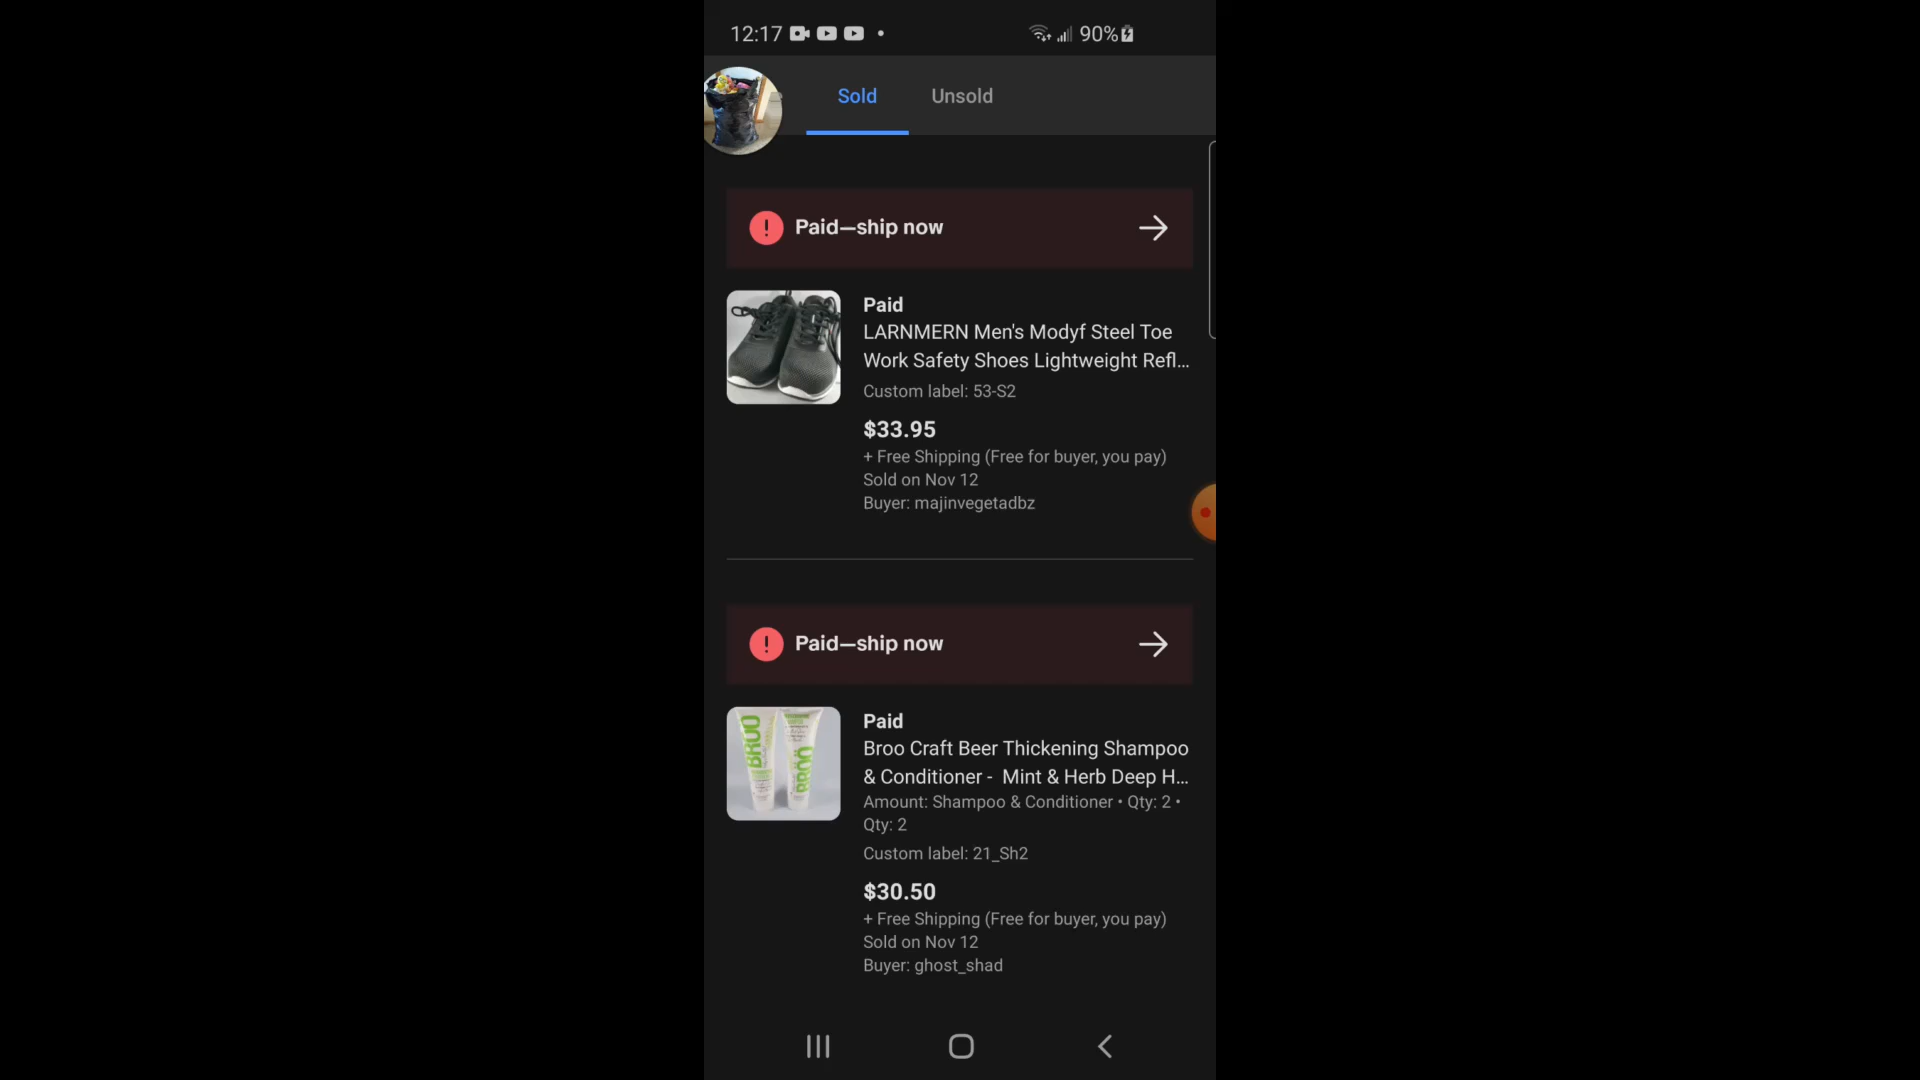 12:17
90%
Sold
Unsold
Paid—ship now
Paid
LARNMERN Men's Modyf Steel Toe
Work Safety Shoes Lightweight Refl...
Custom label: 53-S2
$33.95
+ Free Shipping (Free for buyer, you pay)
Sold on Nov 12
Buyer: majinvegetadbz
Paid—ship now
BROO
BROO
Paid
Broo Craft Beer Thickening Shampoo
& Conditioner - Mint & Herb Deep H...
Amount: Shampoo & Conditioner • Qty: 2 •
Qty: 2
Custom label: 21_Sh2
$30.50
+ Free Shipping (Free for buyer, you pay)
Sold on Nov 12
Buyer: ghost_shad